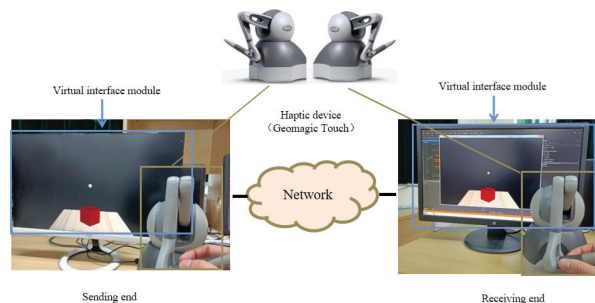 Virtual interface module
Haptic device
（Geomagic Touch）
Virtual interface module
Network
Sending end
Receiving end